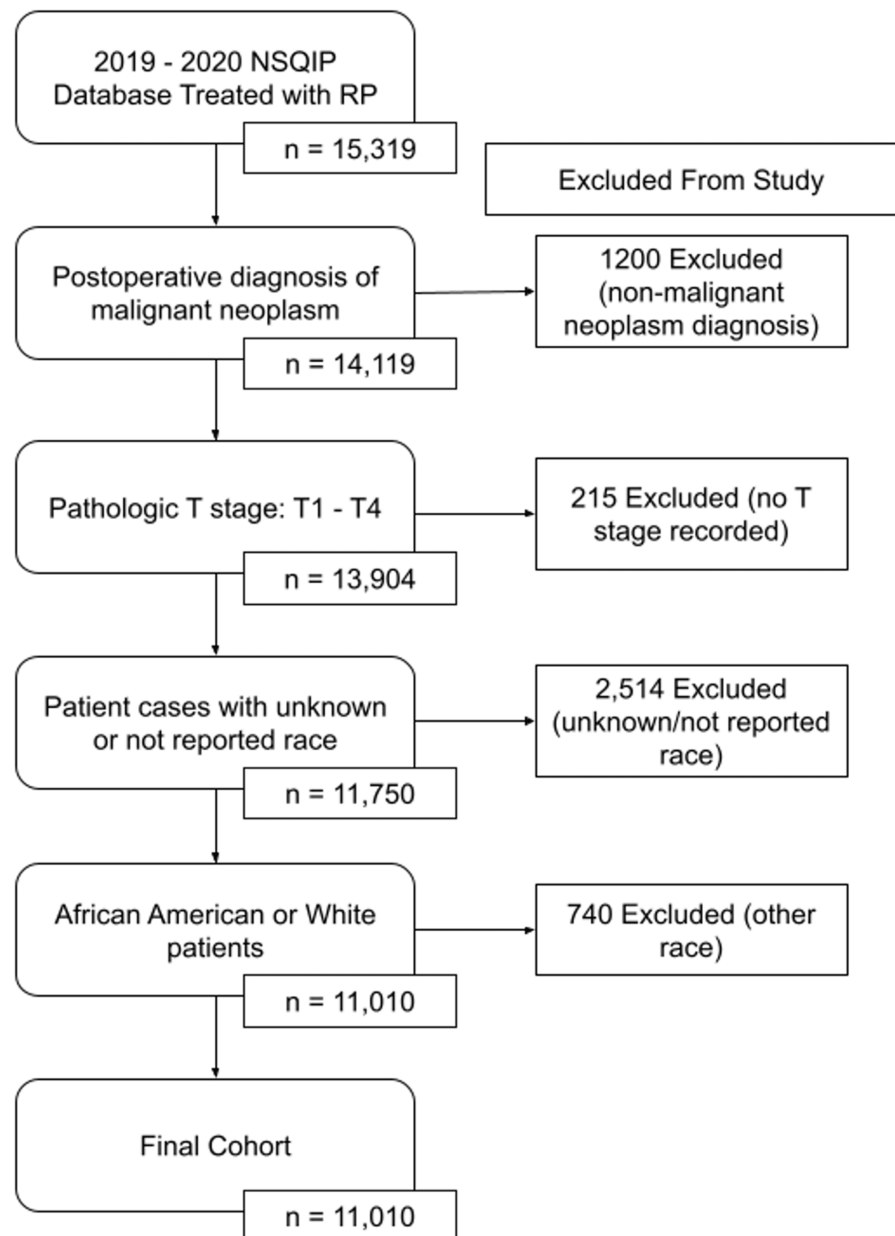 2019 - 2020 NSQIP
Database Treated with RP
n = 15,319
Excluded From Study
Postoperative diagnosis of
malignant neoplasm
n = 14,119
1200 Excluded
(non-malignant
neoplasm diagnosis)
Pathologic T stage: T1 - T4
n = 13,904
215 Excluded (no T
stage recorded)
Patient cases with unknown
or not reported race
n = 11,750
2,514 Excluded
(unknown/not reported
race)
African American or White
patients
n = 11,010
740 Excluded (other
race)
Final Cohort
n = 11,010